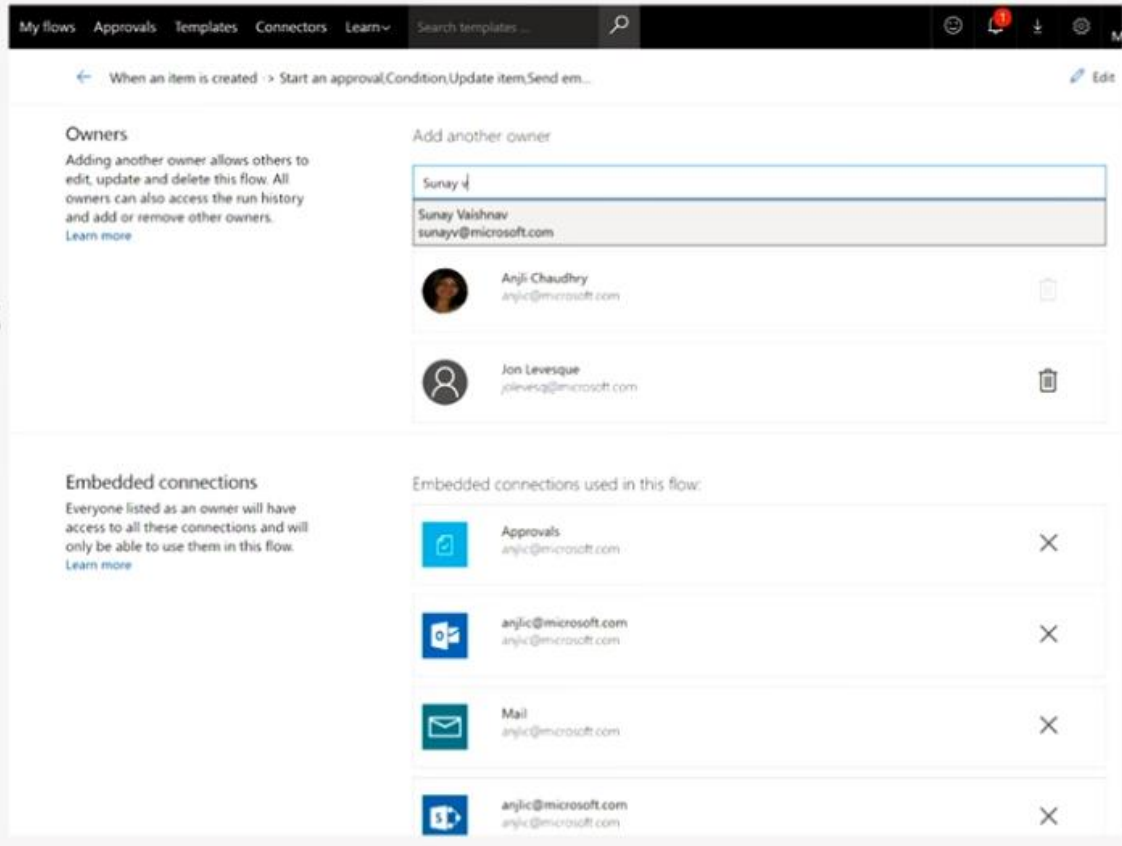 My flows Approvals Templates Connectors Learn Search templates ... 1
When an item is created -> Start an approval,Condition,Update item,Send em... Edit
Owners
Adding another owner allows others to
edit, update and delete this flow. All
owners can also access the run history
and add or remove other owners.
Learn more
Add another owner
Sunay v
Sunay Vaishnav
sunayv@microsoft.com
Anjli Chaudhry
anjlic@microsoft.com
Jon Levesque
jolevesq@microsoft.com
Embedded connections
Everyone listed as an owner will have
access to all these connections and will
only be able to use them in this flow.
Learn more
Embedded connections used in this flow:
Approvals
anjlic@microsoft.com
anjlic@microsoft.com
anjlic@microsoft.com
Mail
anjlic@microsoft.com
anjlic@microsoft.com
anjlic@microsoft.com